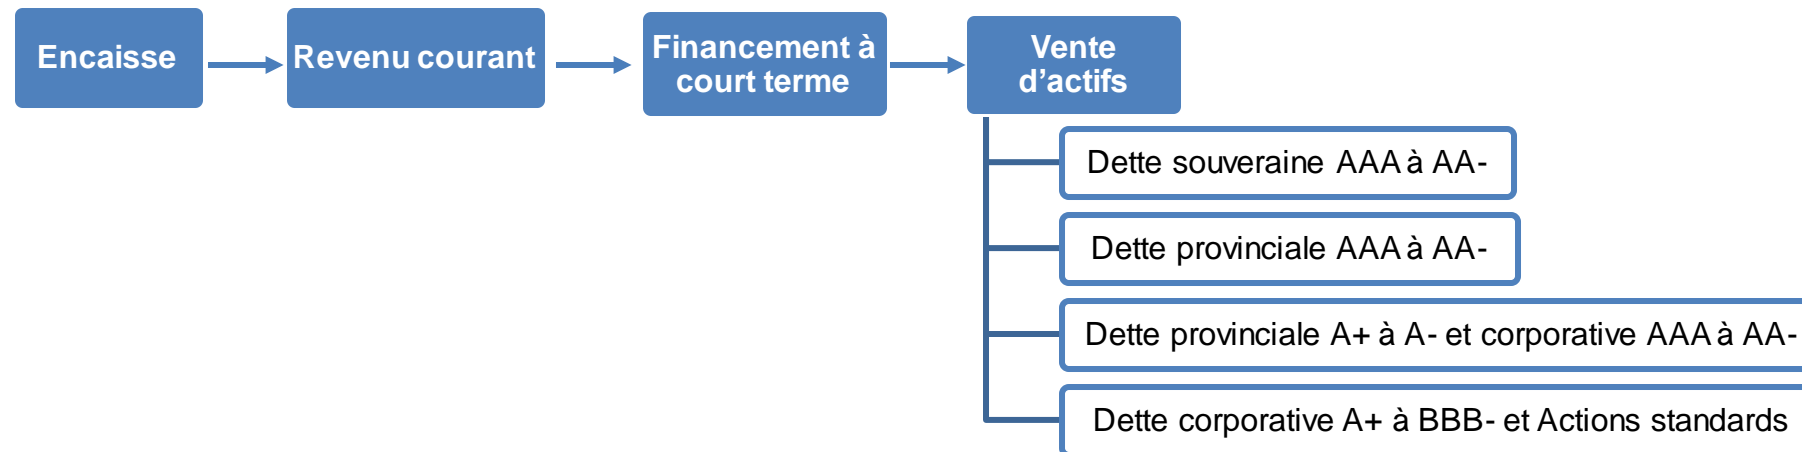 Encaisse
Revenu courant
Financement à
court terme
Vente
d’actifs
Dette souveraine AAA à AA-
Dette provinciale AAA à AA-
Dette provinciale A+ à A- et corporative AAA à AA-
Dette corporative A+ à BBB- et Actions standards